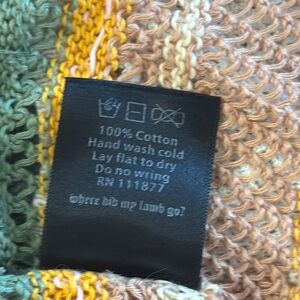 100% Cotton
Hand wash cold
Lay flat to dry
Do no wring
RN 111877
where did my lamb go?